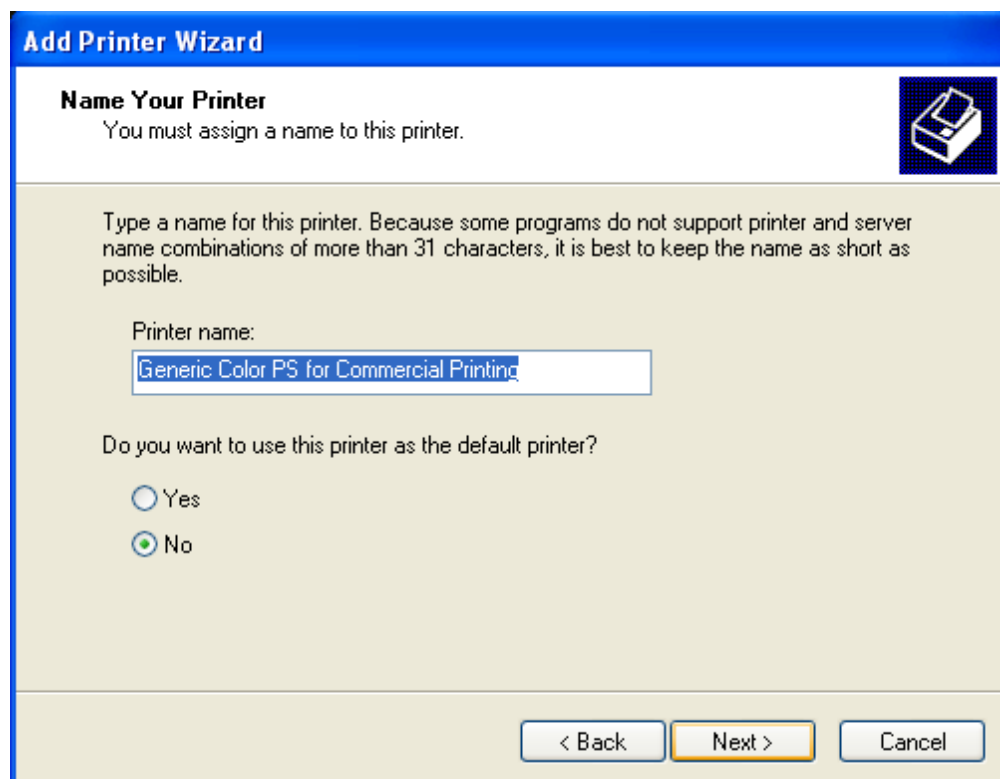 Add Printer Wizard
Name Your Printer
You must assign a name to this printer.
Type a name for this printer. Because some programs do not support printer and server
name combinations of more than 31 characters, it is best to keep the name as short as
possible.
Printer name:
Generic Color PS for Commercial Printing
Do you want to use this printer as the default printer?
Yes
No
< Back Next > Cancel